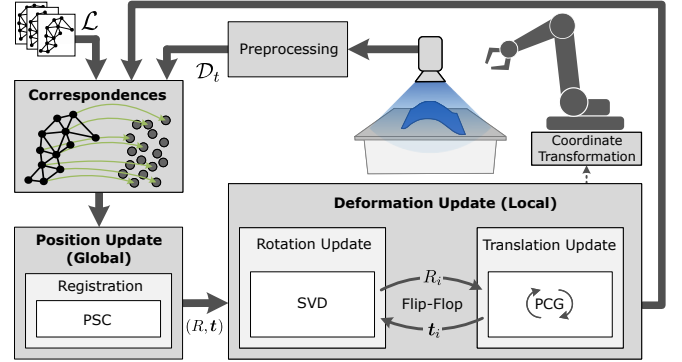 ℒ
Preprocessing
𝒟ₜ
Correspondences
Coordinate
Transformation
Deformation Update (Local)
Position Update
(Global)
Registration
PSC
(R, t)
Rotation Update
SVD
Rᵢ
Flip-Flop
tᵢ
Translation Update
PCG